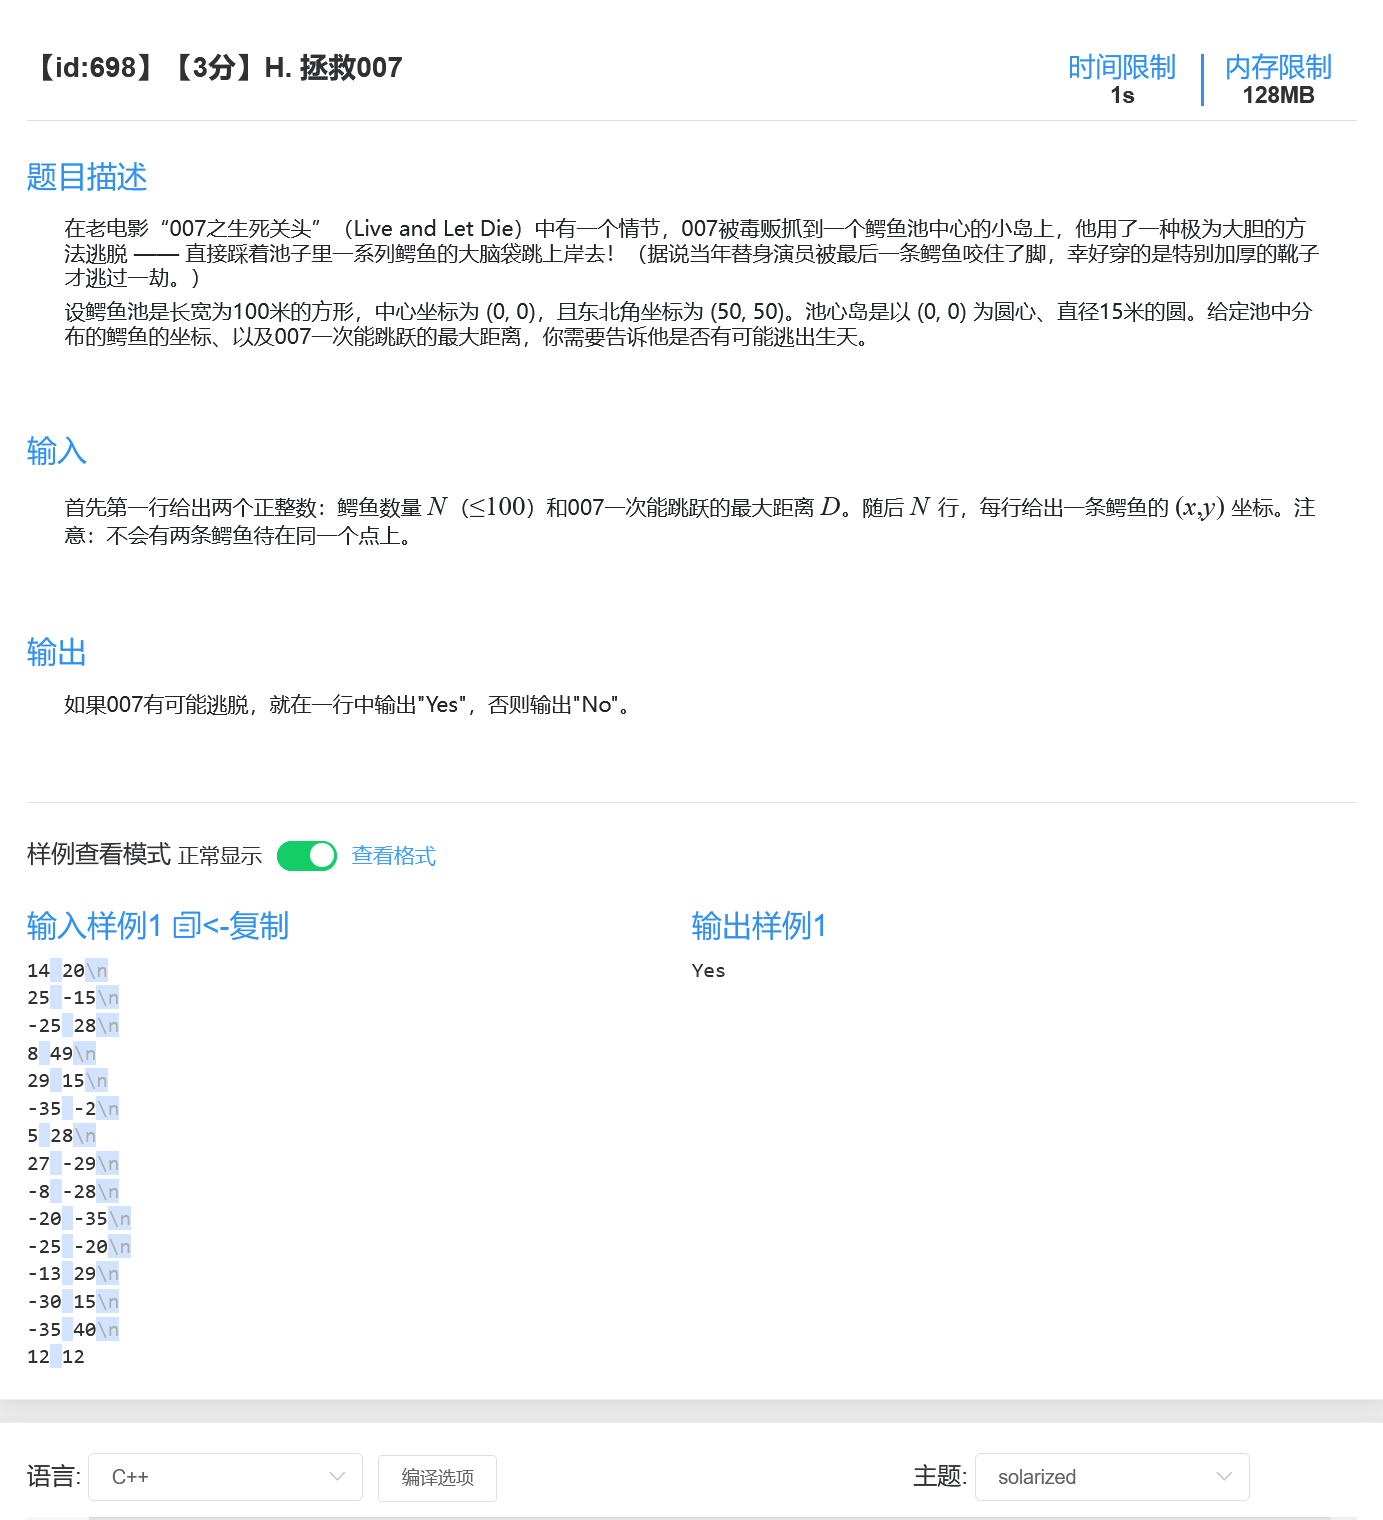 【id:698】【3分】H. 拯救007
时间限制
1s
内存限制
128MB
题目描述
在老电影“007之生死关头”（Live and Let Die）中有一个情节，007被毒贩抓到一个鳄鱼池中心的小岛上，他用了一种极为大胆的方
法逃脱 —— 直接踩着池子里一系列鳄鱼的大脑袋跳上岸去！（据说当年替身演员被最后一条鳄鱼咬住了脚，幸好穿的是特别加厚的靴子
才逃过一劫。）
设鳄鱼池是长宽为100米的方形，中心坐标为 (0, 0)，且东北角坐标为 (50, 50)。池心岛是以 (0, 0) 为圆心、直径15米的圆。给定池中分
布的鳄鱼的坐标、以及007一次能跳跃的最大距离，你需要告诉他是否有可能逃出生天。
输入
首先第一行给出两个正整数：鳄鱼数量 N（≤100）和007一次能跳跃的最大距离 D。随后 N 行，每行给出一条鳄鱼的 (x,y) 坐标。注
意：不会有两条鳄鱼待在同一个点上。
输出
如果007有可能逃脱，就在一行中输出"Yes"，否则输出"No"。
样例查看模式 正常显示 查看格式
输入样例1 <-复制
14 20\n
25 -15\n
-25 28\n
8 49\n
29 15\n
-35 -2\n
5 28\n
27 -29\n
-8 -28\n
-20 -35\n
-25 -20\n
-13 29\n
-30 15\n
-35 40\n
12 12
输出样例1
Yes
语言: C++ 编译选项 主题: solarized